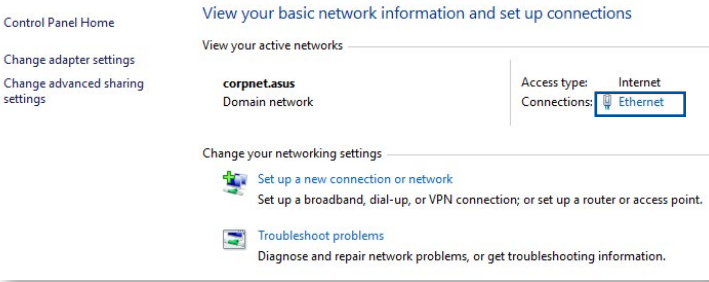 Control Panel Home
Change adapter settings
Change advanced sharing
settings
View your basic network information and set up connections
View your active networks
corpnet.asus
Domain network
Access type: Internet
Connections: Ethernet
Change your networking settings
Set up a new connection or network
Set up a broadband, dial-up, or VPN connection; or set up a router or access point.
Troubleshoot problems
Diagnose and repair network problems, or get troubleshooting information.